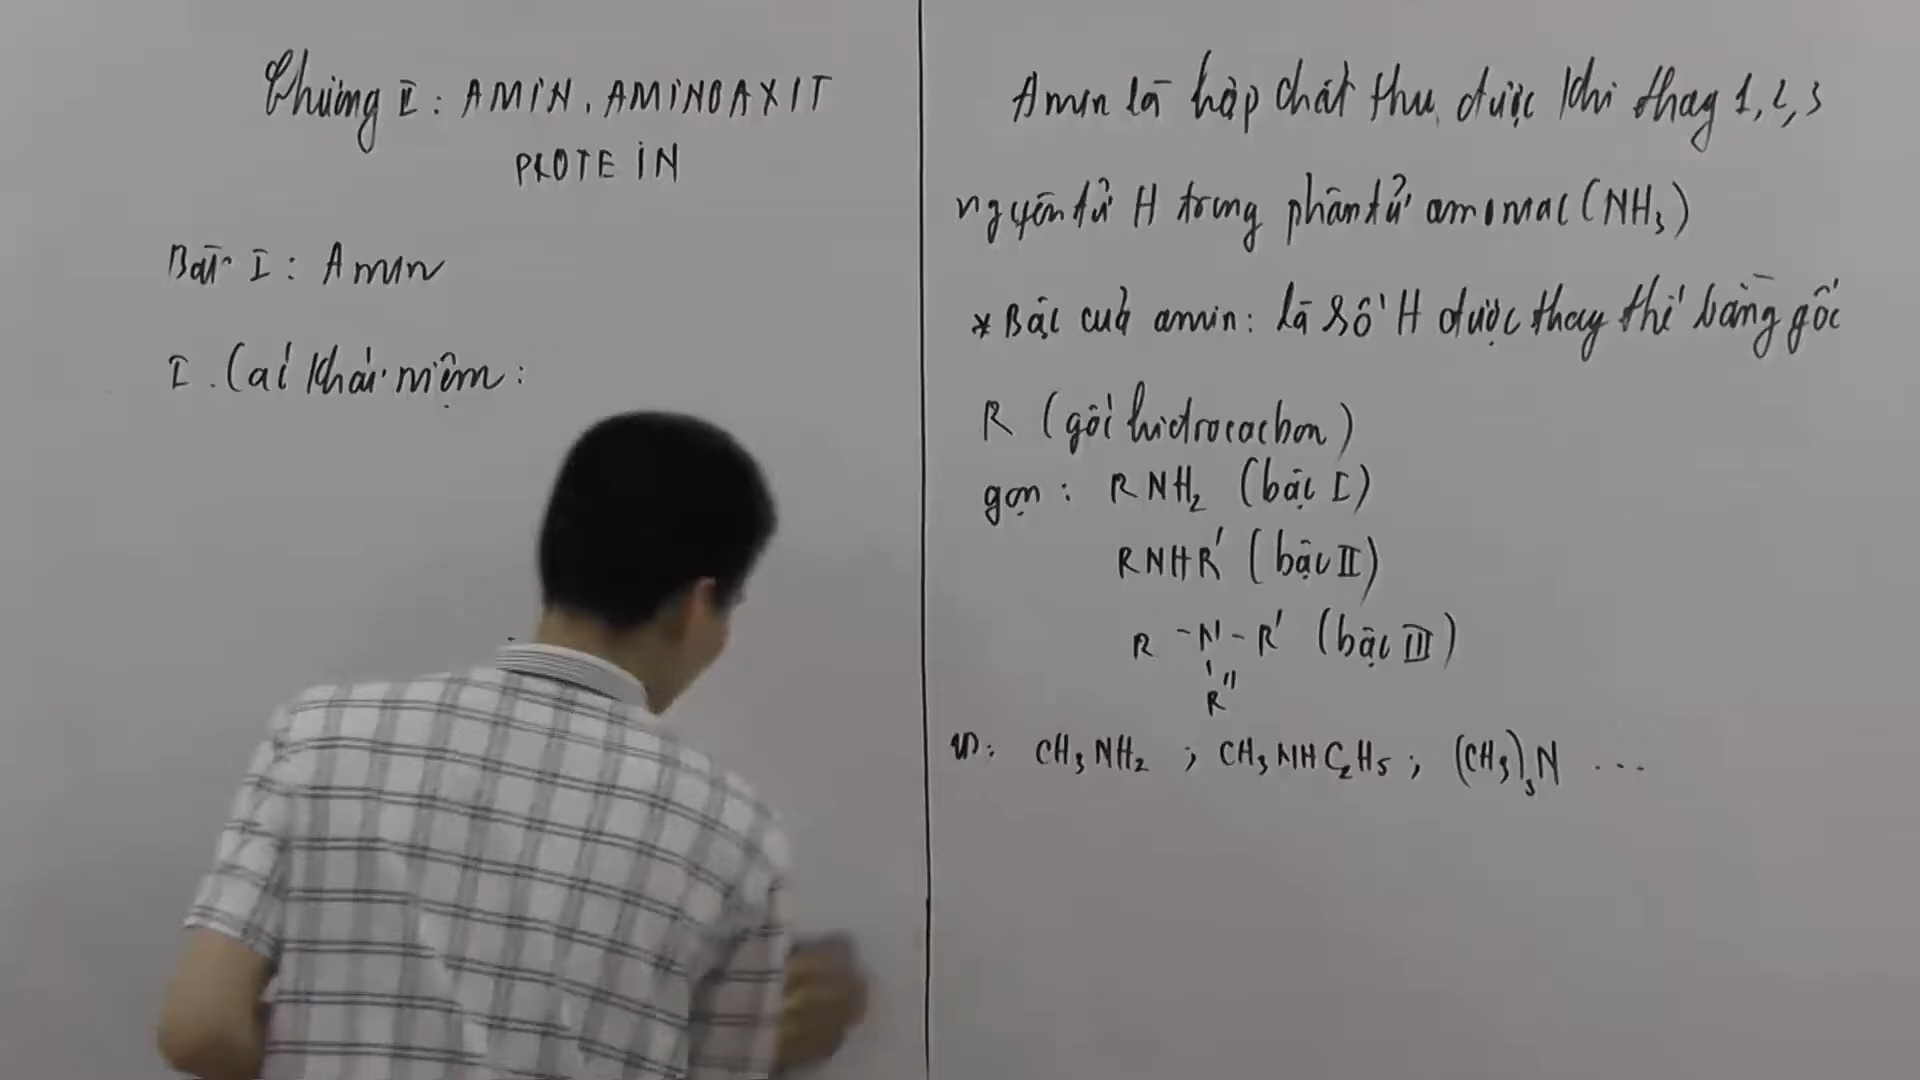 Chương I: AMIN. AMINOAXIT
PROTEIN
Bài I: Amin
I. Các khái niệm:
Amin là hợp chất thu được khi thay 1,2,3
nguyên tử H trong phân tử amoniac (NH₃)
* Bậc của amin: là số H được thay thế bằng gốc
R (gốc hidrocacbon)
gọn: RNH₂ (bậc I)
RNHR' (bậc II)
R - N - R' (bậc III)
R''
VD: CH₃NH₂ ; CH₃NHC₂H₅ ; (CH₃)₃N ...